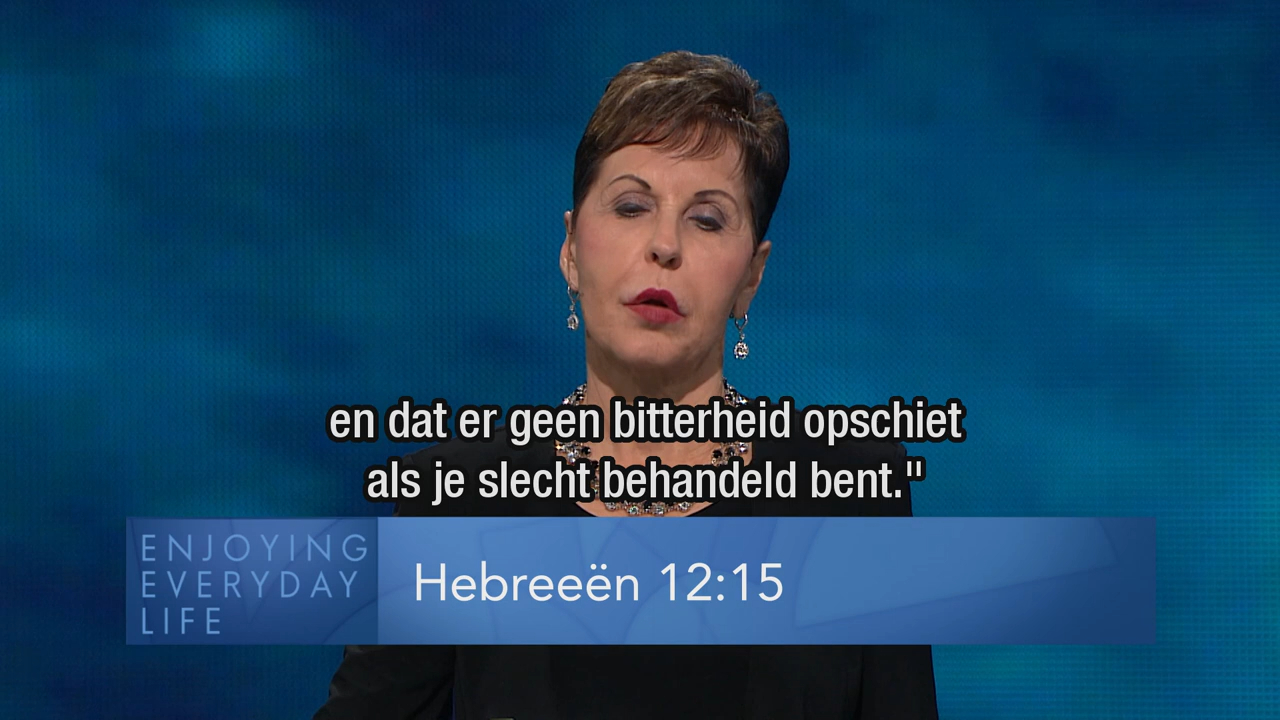 en dat er geen bitterheid opschiet
als je slecht behandeld bent."
ENJOYING
EVERYDAY
LIFE
Hebreeën 12:15